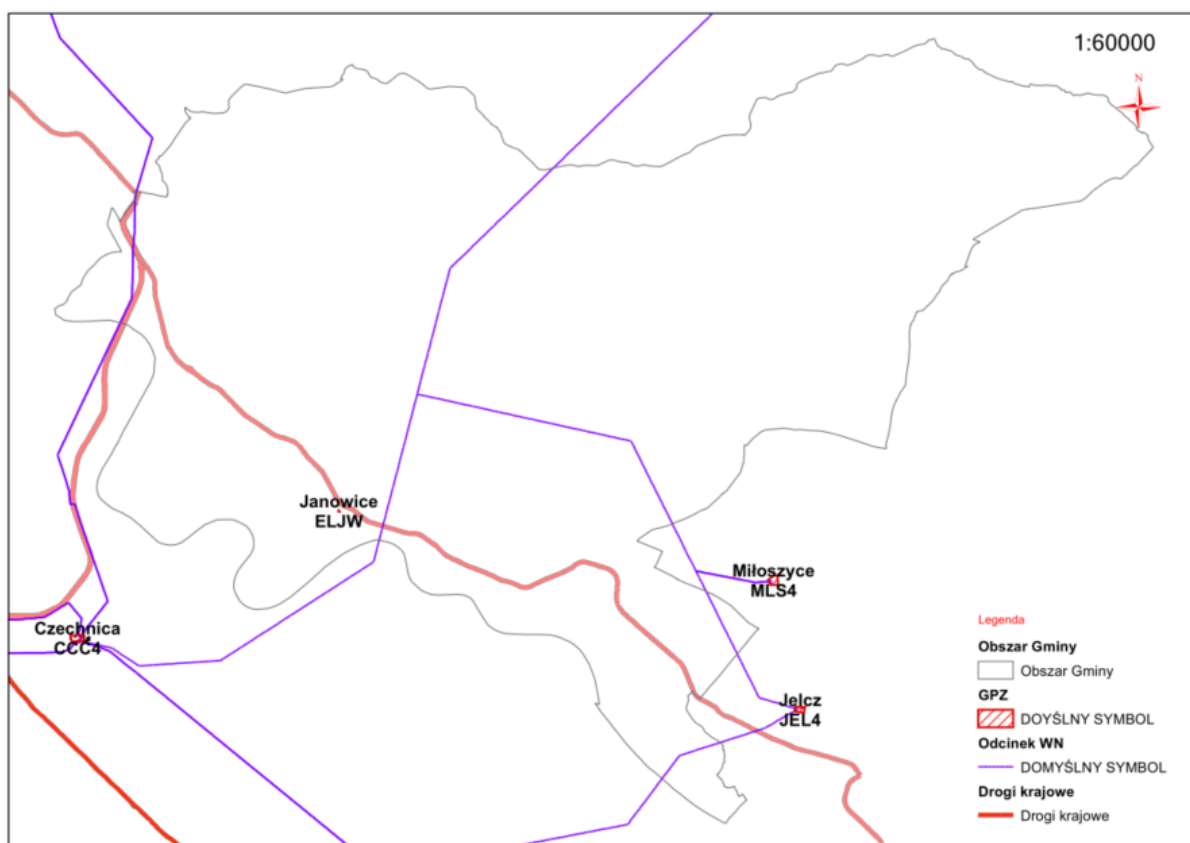 1:60000
N
Janowice
ELJW
Miłoszyce
MLS4
Czechnica
CCC4
Jelcz
JEL4
Legenda
Obszar Gminy
Obszar Gminy
GPZ
DOYŚLNY SYMBOL
Odcinek WN
DOMYŚLNY SYMBOL
Drogi krajowe
Drogi krajowe